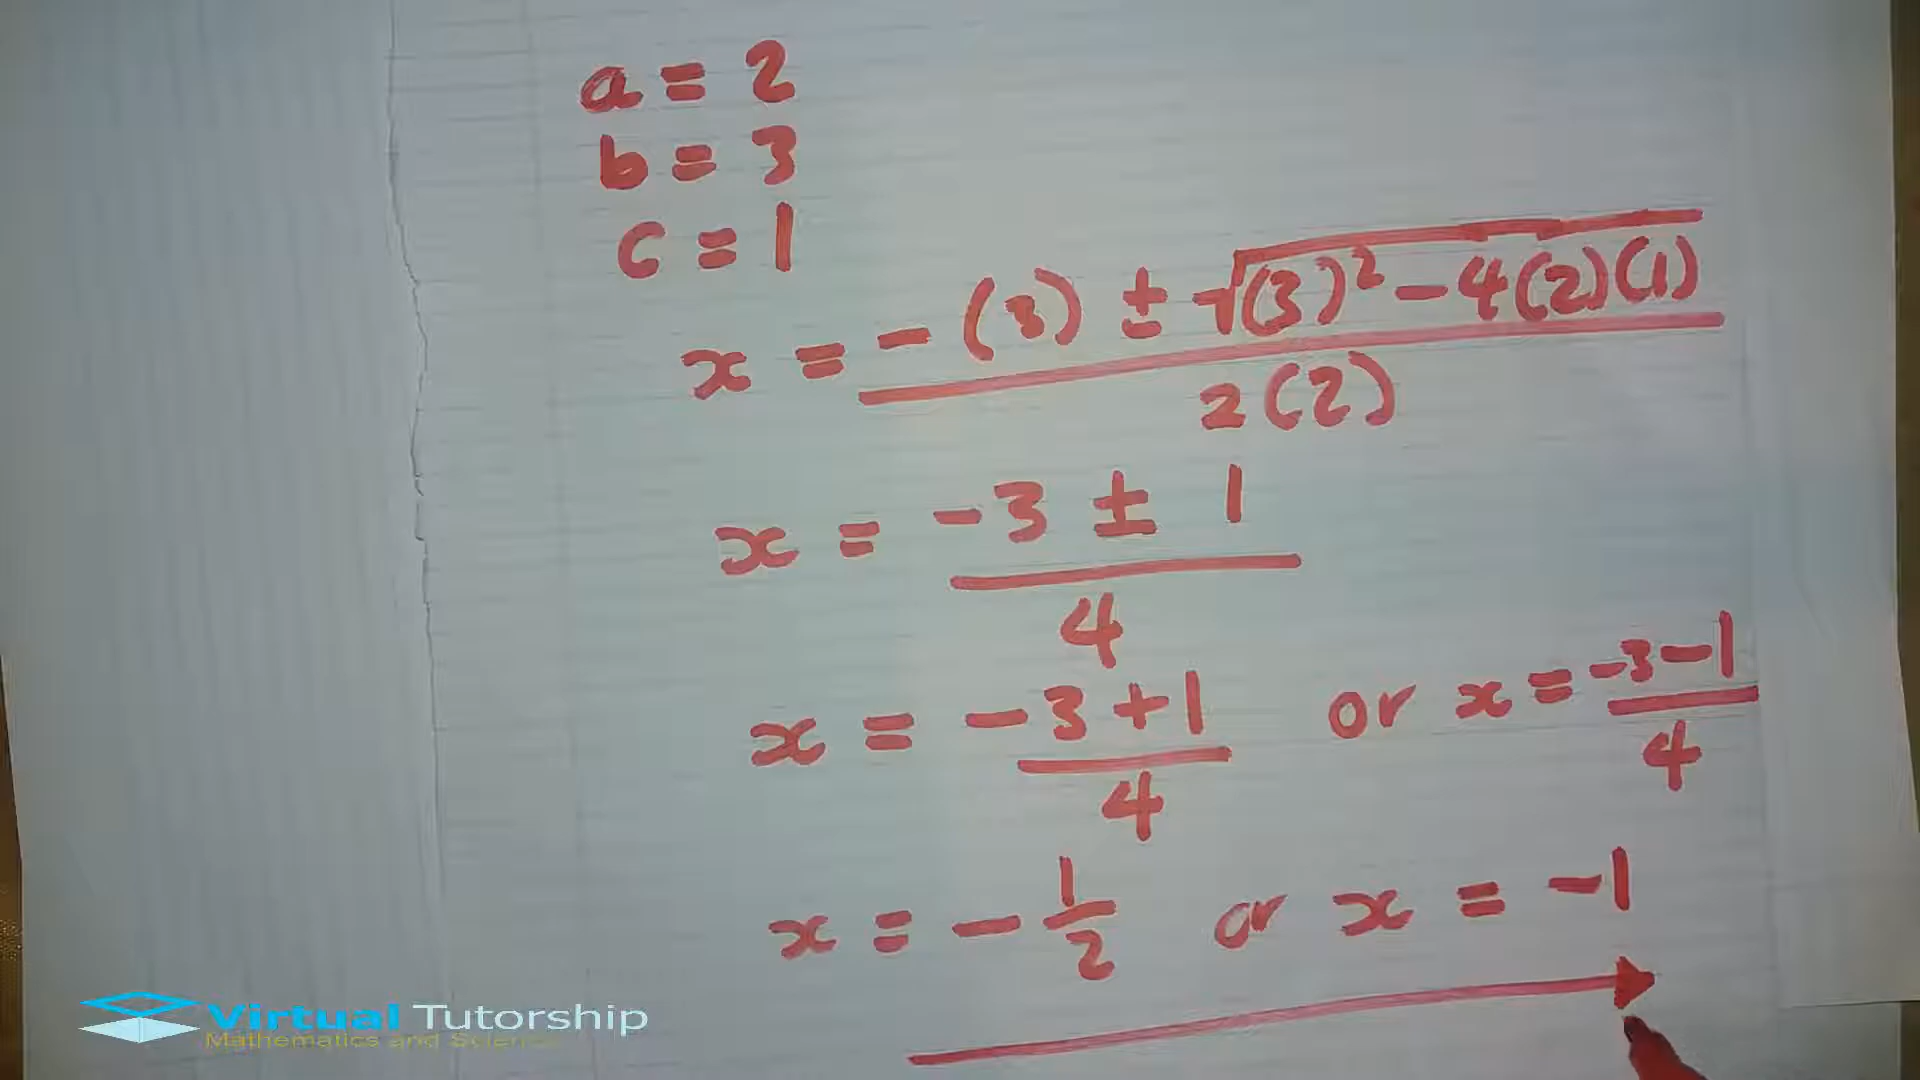 a = 2
b = 3
c = 1
x = -(3) ± √(3)² - 4(2)(1) / 2(2)
x = -3 ± 1 / 4
x = -3 + 1 / 4 or x = -3 - 1 / 4
x = - 1/2 or x = -1
Virtual Tutorship
Mathematics and Science